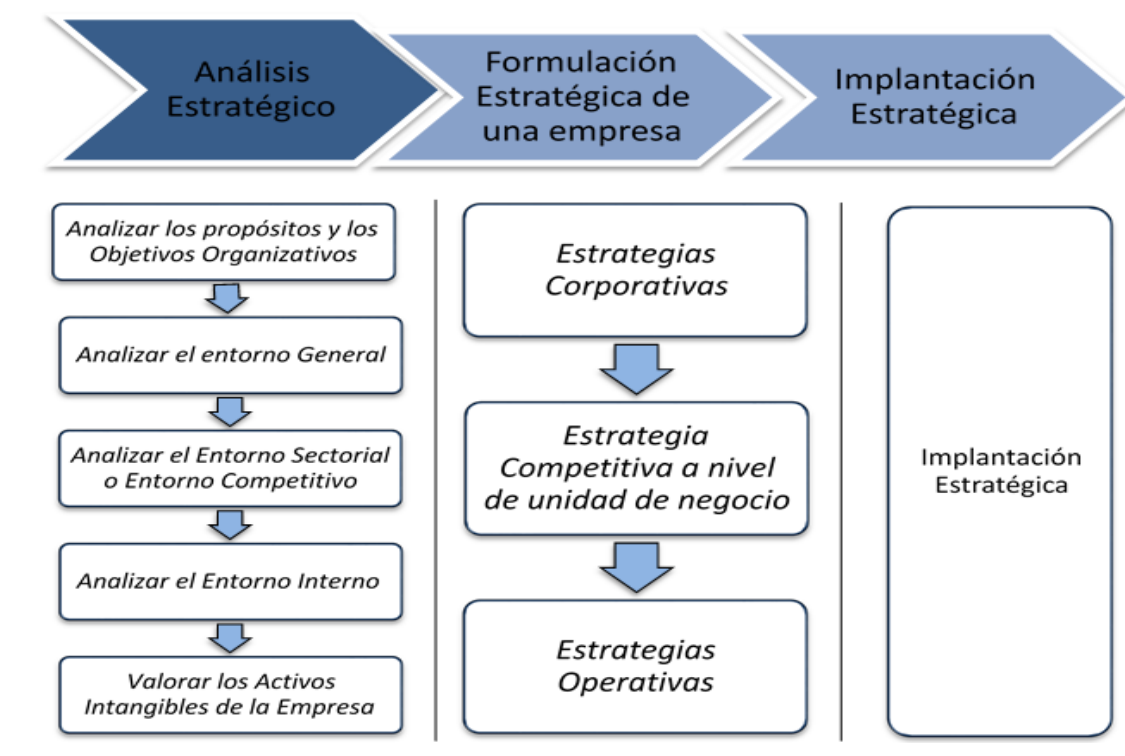 Análisis
Estratégico
Formulación
Estratégica de
una empresa
Implantación
Estratégica
Analizar los propósitos y los
Objetivos Organizativos
Analizar el entorno General
Analizar el Entorno Sectorial
o Entorno Competitivo
Analizar el Entorno Interno
Valorar los Activos
Intangibles de la Empresa
Estrategias
Corporativas
Estrategia
Competitiva a nivel
de unidad de negocio
Estrategias
Operativas
Implantación
Estratégica